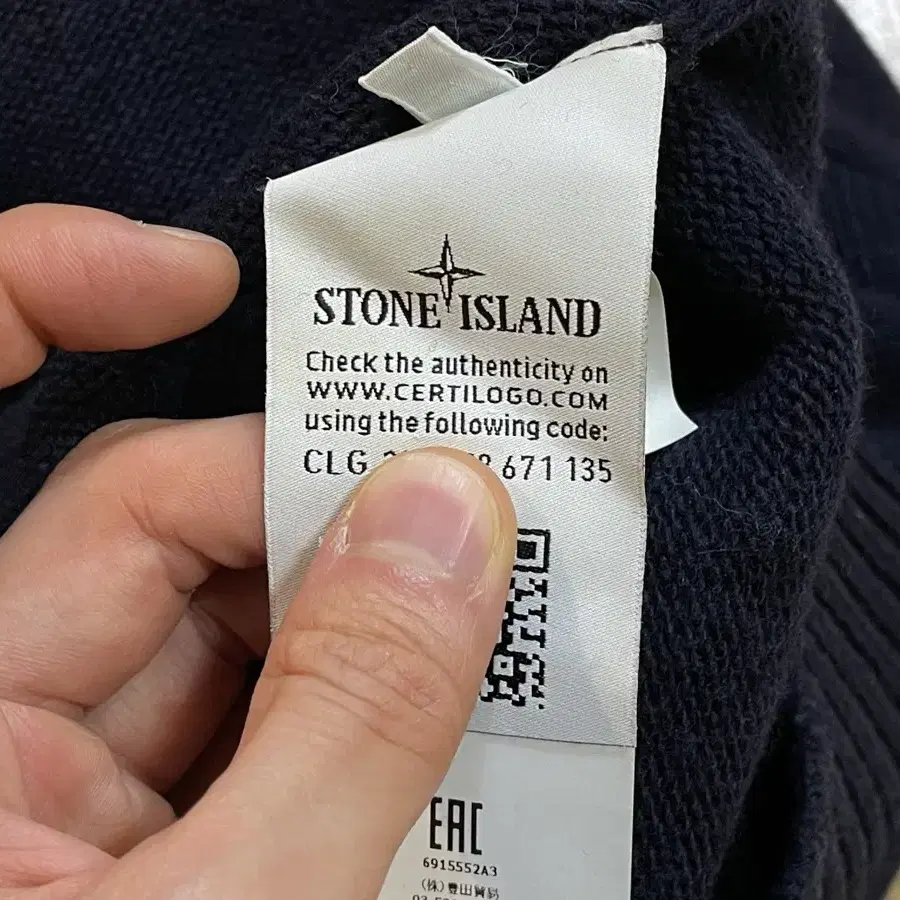 STONE ISLAND
Check the authenticity on
WWW.CERTILOGO.COM
using the following code:
CLG 671 135
EAC
6915552A3
(株)豊田貿易